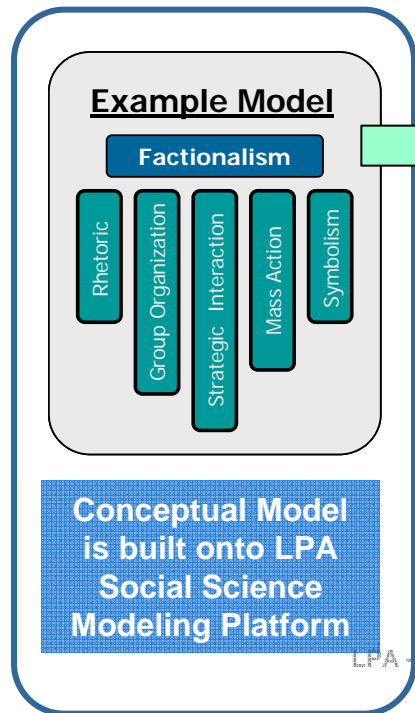 Example Model
Factionalism
Rhetoric
Group Organization
Strategic Interaction
Mass Action
Symbolism
Conceptual Model
is built onto LPA
Social Science
Modeling Platform
LPA -